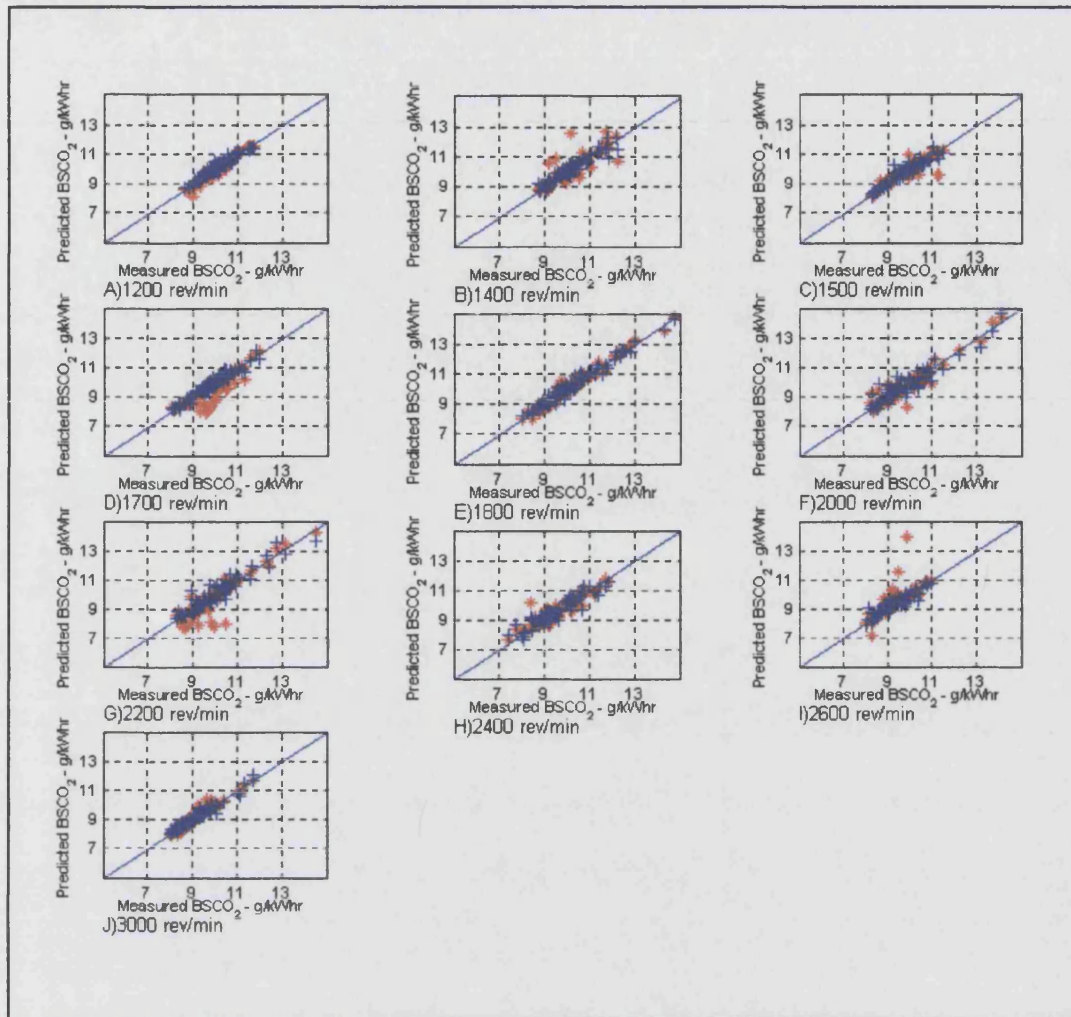 Predicted BSCO2 - g/kWhr
13
11
9
7
7 9 11 13
Measured BSCO2 - g/kWhr
A)1200 rev/min
Predicted BSCO2 - g/kWhr
13
11
9
7
7 9 11 13
Measured BSCO2 - g/kWhr
B)1400 rev/min
Predicted BSCO2 - g/kWhr
13
11
9
7
7 9 11 13
Measured BSCO2 - g/kWhr
C)1500 rev/min
Predicted BSCO2 - g/kWhr
13
11
9
7
7 9 11 13
Measured BSCO2 - g/kWhr
D)1700 rev/min
Predicted BSCO2 - g/kWhr
13
11
9
7
7 9 11 13
Measured BSCO2 - g/kWhr
E)1800 rev/min
Predicted BSCO2 - g/kWhr
13
11
9
7
7 9 11 13
Measured BSCO2 - g/kWhr
F)2000 rev/min
Predicted BSCO2 - g/kWhr
13
11
9
7
7 9 11 13
Measured BSCO2 - g/kWhr
G)2200 rev/min
Predicted BSCO2 - g/kWhr
13
11
9
7
7 9 11 13
Measured BSCO2 - g/kWhr
H)2400 rev/min
Predicted BSCO2 - g/kWhr
13
11
9
7
7 9 11 13
Measured BSCO2 - g/kWhr
I)2600 rev/min
Predicted BSCO2 - g/kWhr
13
11
9
7
7 9 11 13
Measured BSCO2 - g/kWhr
J)3000 rev/min